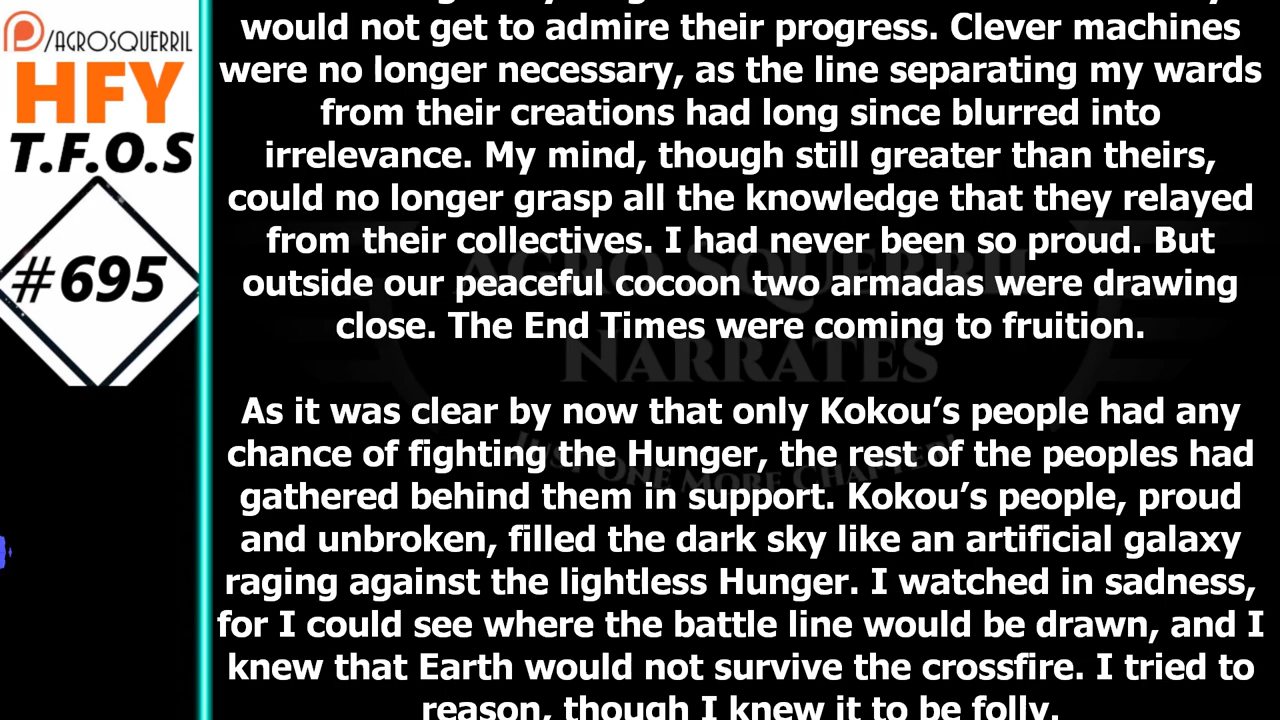 /AGROSQUERRIL
HFY
T.F.O.S
#695
would not get to admire their progress. Clever machines
were no longer necessary, as the line separating my wards
from their creations had long since blurred into
irrelevance. My mind, though still greater than theirs,
could no longer grasp all the knowledge that they relayed
from their collectives. I had never been so proud. But
outside our peaceful cocoon two armadas were drawing
close. The End Times were coming to fruition.
As it was clear by now that only Kokou’s people had any
chance of fighting the Hunger, the rest of the peoples had
gathered behind them in support. Kokou’s people, proud
and unbroken, filled the dark sky like an artificial galaxy
raging against the lightless Hunger. I watched in sadness,
for I could see where the battle line would be drawn, and I
knew that Earth would not survive the crossfire. I tried to
reason, though I knew it to be folly.
AGRO SQUERRIL
NARRATES
JUST ONE MORE CHAPTER!